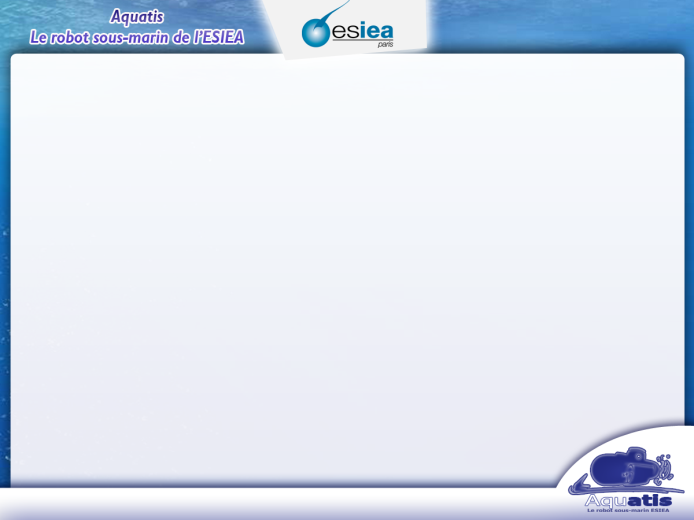 Aquatis
Le robot sous-marin de l'ESIEA
esiea
paris
Aquatis
Le robot sous-marin ESIEA